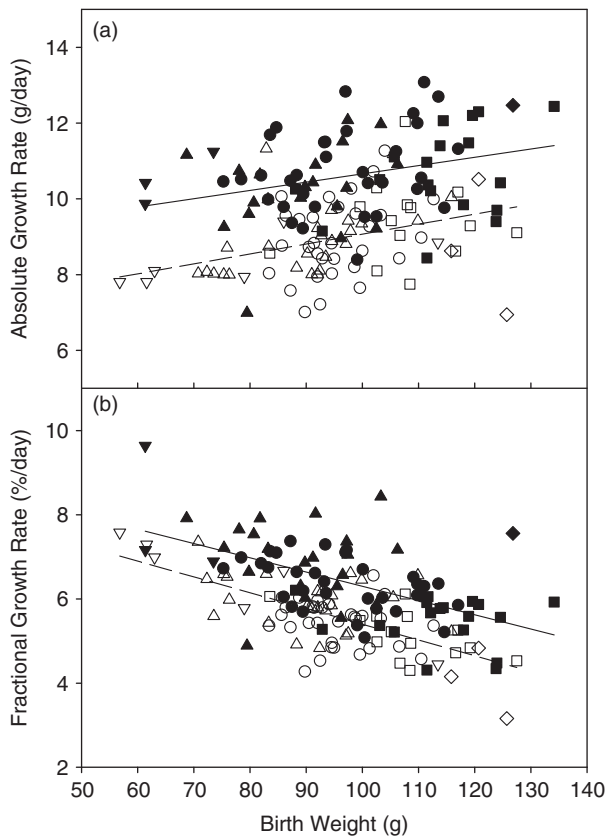 (a)
14
12
10
8
6
Absolute Growth Rate (g/day)
(b)
10
8
6
4
2
Fractional Growth Rate (%/day)
50 60 70 80 90 100 110 120 130 140
Birth Weight (g)